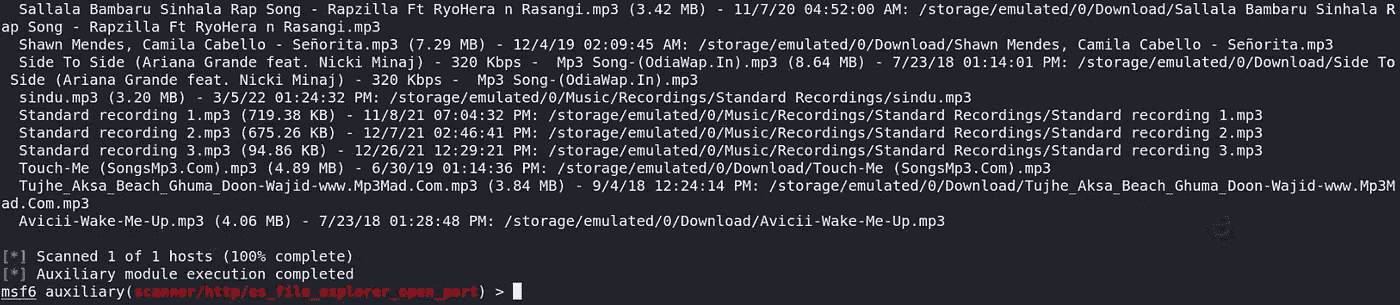 Sallala Bambaru Sinhala Rap Song - Rapzilla Ft RyoHera n Rasangi.mp3 (3.42 MB) - 11/7/20 04:52:00 AM: /storage/emulated/0/Download/Sallala Bambaru Sinhala R
ap Song - Rapzilla Ft RyoHera n Rasangi.mp3
Shawn Mendes, Camila Cabello - Señorita.mp3 (7.29 MB) - 12/4/19 02:09:45 AM: /storage/emulated/0/Download/Shawn Mendes, Camila Cabello - Señorita.mp3
Side To Side (Ariana Grande feat. Nicki Minaj) - 320 Kbps -  Mp3 Song-(OdiaWap.In).mp3 (8.64 MB) - 7/23/18 01:14:01 PM: /storage/emulated/0/Download/Side To
Side (Ariana Grande feat. Nicki Minaj) - 320 Kbps -  Mp3 Song-(OdiaWap.In).mp3
sindu.mp3 (3.20 MB) - 3/5/22 01:24:32 PM: /storage/emulated/0/Music/Recordings/Standard Recordings/sindu.mp3
Standard recording 1.mp3 (719.38 KB) - 11/8/21 07:04:32 PM: /storage/emulated/0/Music/Recordings/Standard Recordings/Standard recording 1.mp3
Standard recording 2.mp3 (675.26 KB) - 12/7/21 02:46:41 PM: /storage/emulated/0/Music/Recordings/Standard Recordings/Standard recording 2.mp3
Standard recording 3.mp3 (94.86 KB) - 12/26/21 12:29:21 PM: /storage/emulated/0/Music/Recordings/Standard Recordings/Standard recording 3.mp3
Touch-Me (SongsMp3.Com).mp3 (4.89 MB) - 6/30/19 01:14:36 PM: /storage/emulated/0/Download/Touch-Me (SongsMp3.Com).mp3
Tujhe_Aksa_Beach_Ghuma_Doon-Wajid-www.Mp3Mad.Com.mp3 (3.84 MB) - 9/4/18 12:24:14 PM: /storage/emulated/0/Download/Tujhe_Aksa_Beach_Ghuma_Doon-Wajid-www.Mp3M
ad.Com.mp3
Avicii-Wake-Me-Up.mp3 (4.06 MB) - 7/23/18 01:28:48 PM: /storage/emulated/0/Download/Avicii-Wake-Me-Up.mp3
[*] Scanned 1 of 1 hosts (100% complete)
[*] Auxiliary module execution completed
msf6 auxiliary(scanner/http/es_file_explorer_open_port) >